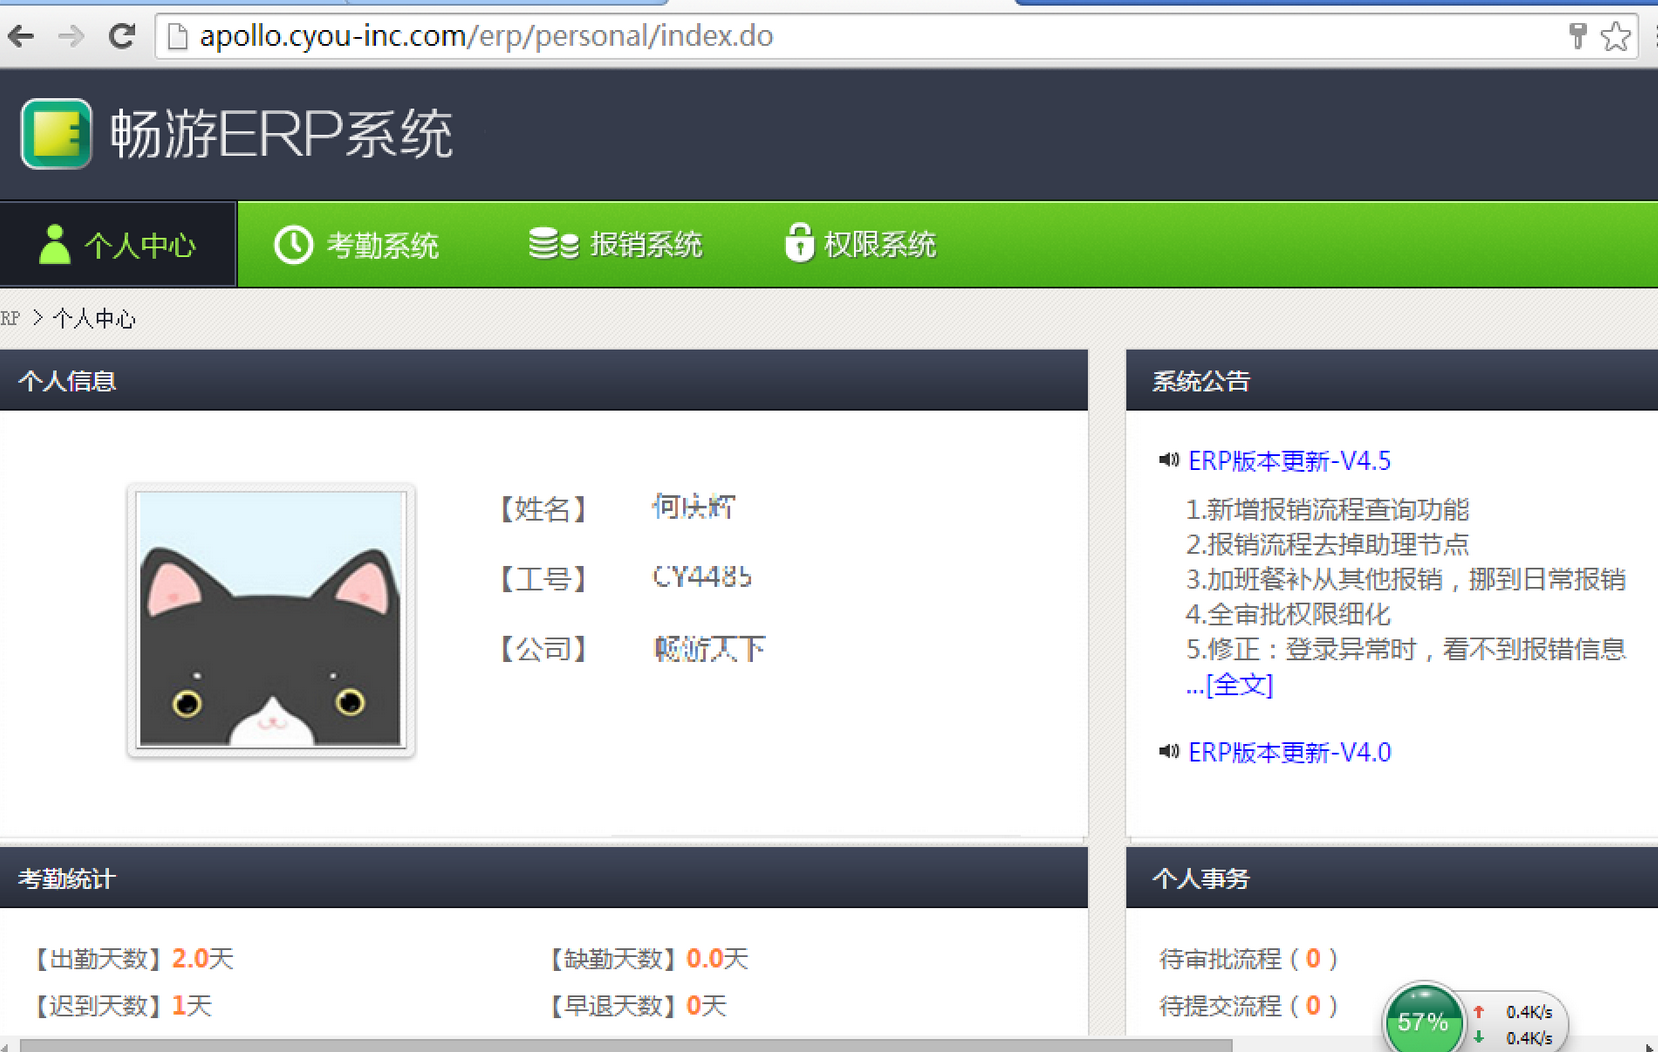 apollo.cyou-inc.com/erp/personal/index.do
畅游ERP系统
个人中心 考勤系统 报销系统 权限系统
RP > 个人中心
个人信息
【姓名】
【工号】 CY4485
【公司】 畅游天下
系统公告
ERP版本更新-V4.5
1.新增报销流程查询功能
2.报销流程去掉助理节点
3.加班餐补从其他报销，挪到日常报销
4.全审批权限细化
5.修正：登录异常时，看不到报错信息
...[全文]
ERP版本更新-V4.0
考勤统计
【出勤天数】2.0天 【缺勤天数】0.0天
【迟到天数】1天 【早退天数】0天
个人事务
待审批流程（0）
待提交流程（0）
57% 0.4K/s
0.4K/s